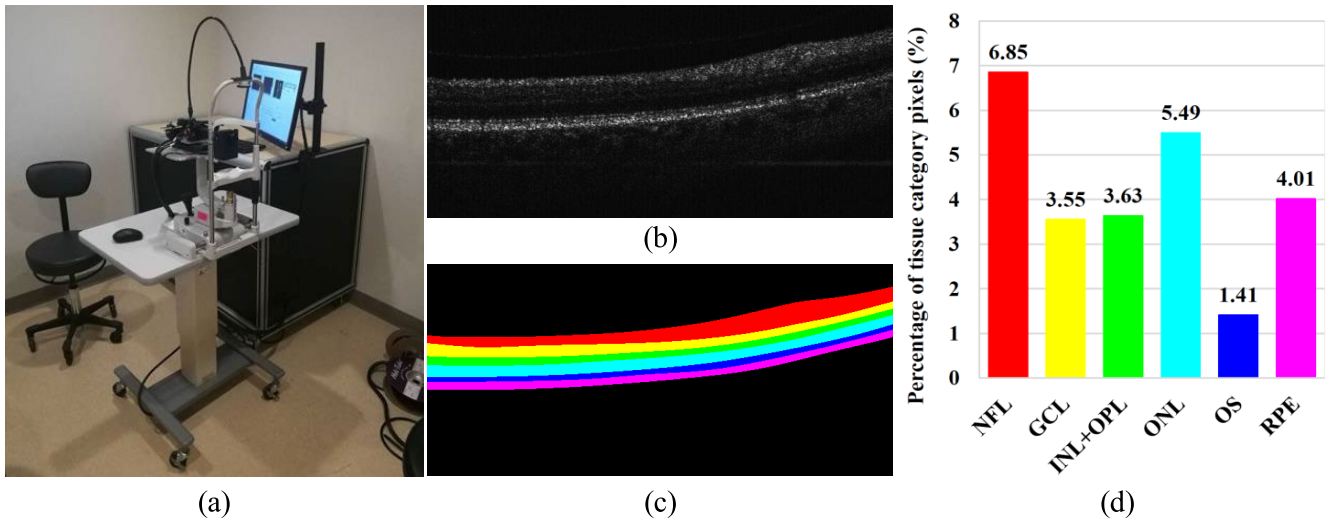 (a)
(b)
(c)
Percentage of tissue category pixels (%)
8
7
6
5
4
3
2
1
0
6.85
3.55
3.63
5.49
1.41
4.01
NFL
GCL
INL+OPL
ONL
OS
RPE
(d)